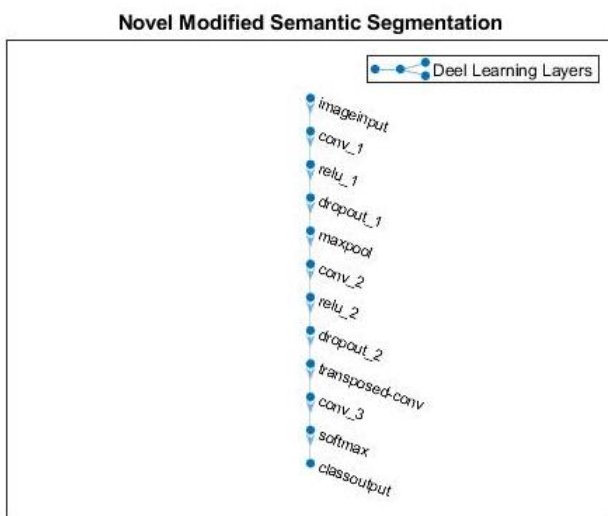 Novel Modified Semantic Segmentation
Deel Learning Layers
imageinput
conv_1
relu_1
dropout_1
maxpool
conv_2
relu_2
dropout_2
transposed-conv
conv_3
softmax
classoutput